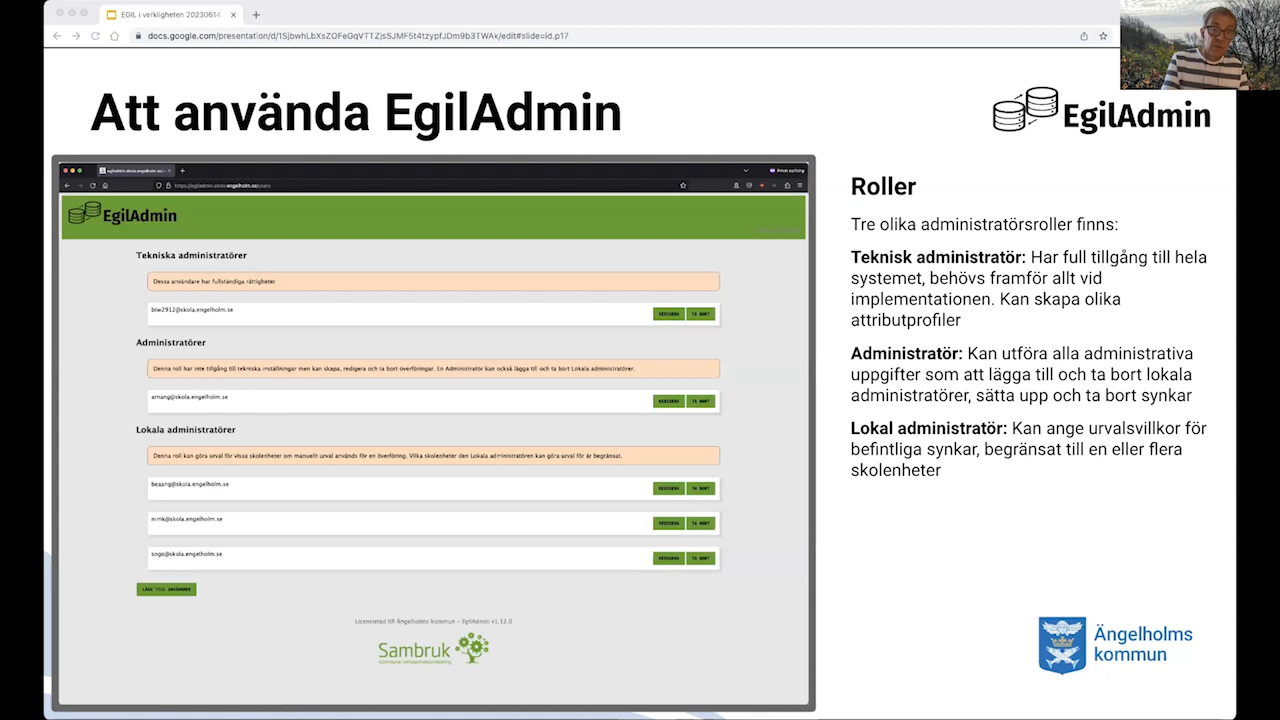 EGIL i verkligheten 20230614
docs.google.com/presentation/d/1SjbwhLbXsZOFeGqVTTZjsSJMF5t4tzypfJDm9b3TWAk/edit#slide=id.p17
Att använda EgilAdmin
EgilAdmin
EgilAdmin
Tekniska administratörer
Dessa användare har fullständiga rättigheter
btw2912@skola.engelholm.se
REDIGERA TA BORT
Administratörer
Denna roll har inte tillgång till tekniska inställningar men kan skapa, redigera och ta bort överföringar. En Administratör kan också lägga till och ta bort Lokala administratörer.
arnang@skola.engelholm.se
REDIGERA TA BORT
Lokala administratörer
Denna roll kan göra urval för vissa skolenheter om manuellt urval används för en överföring. Vilka skolenheter den Lokala administratören kan göra urval för är begränsat.
beaang@skola.engelholm.se
REDIGERA TA BORT
nimk@skola.engelholm.se
REDIGERA TA BORT
sogo@skola.engelholm.se
REDIGERA TA BORT
LÄGG TILL ANVÄNDARE
Licensierad till Ängelholms kommun – EgilAdmin v1.12.0
Sambruk
Roller
Tre olika administratörsroller finns:
Teknisk administratör: Har full tillgång till hela
systemet, behövs framför allt vid
implementationen. Kan skapa olika
attributprofiler
Administratör: Kan utföra alla administrativa
uppgifter som att lägga till och ta bort lokala
administratörer, sätta upp och ta bort synkar
Lokal administratör: Kan ange urvalsvillkor för
befintliga synkar, begränsat till en eller flera
skolenheter
Ängelholms
kommun